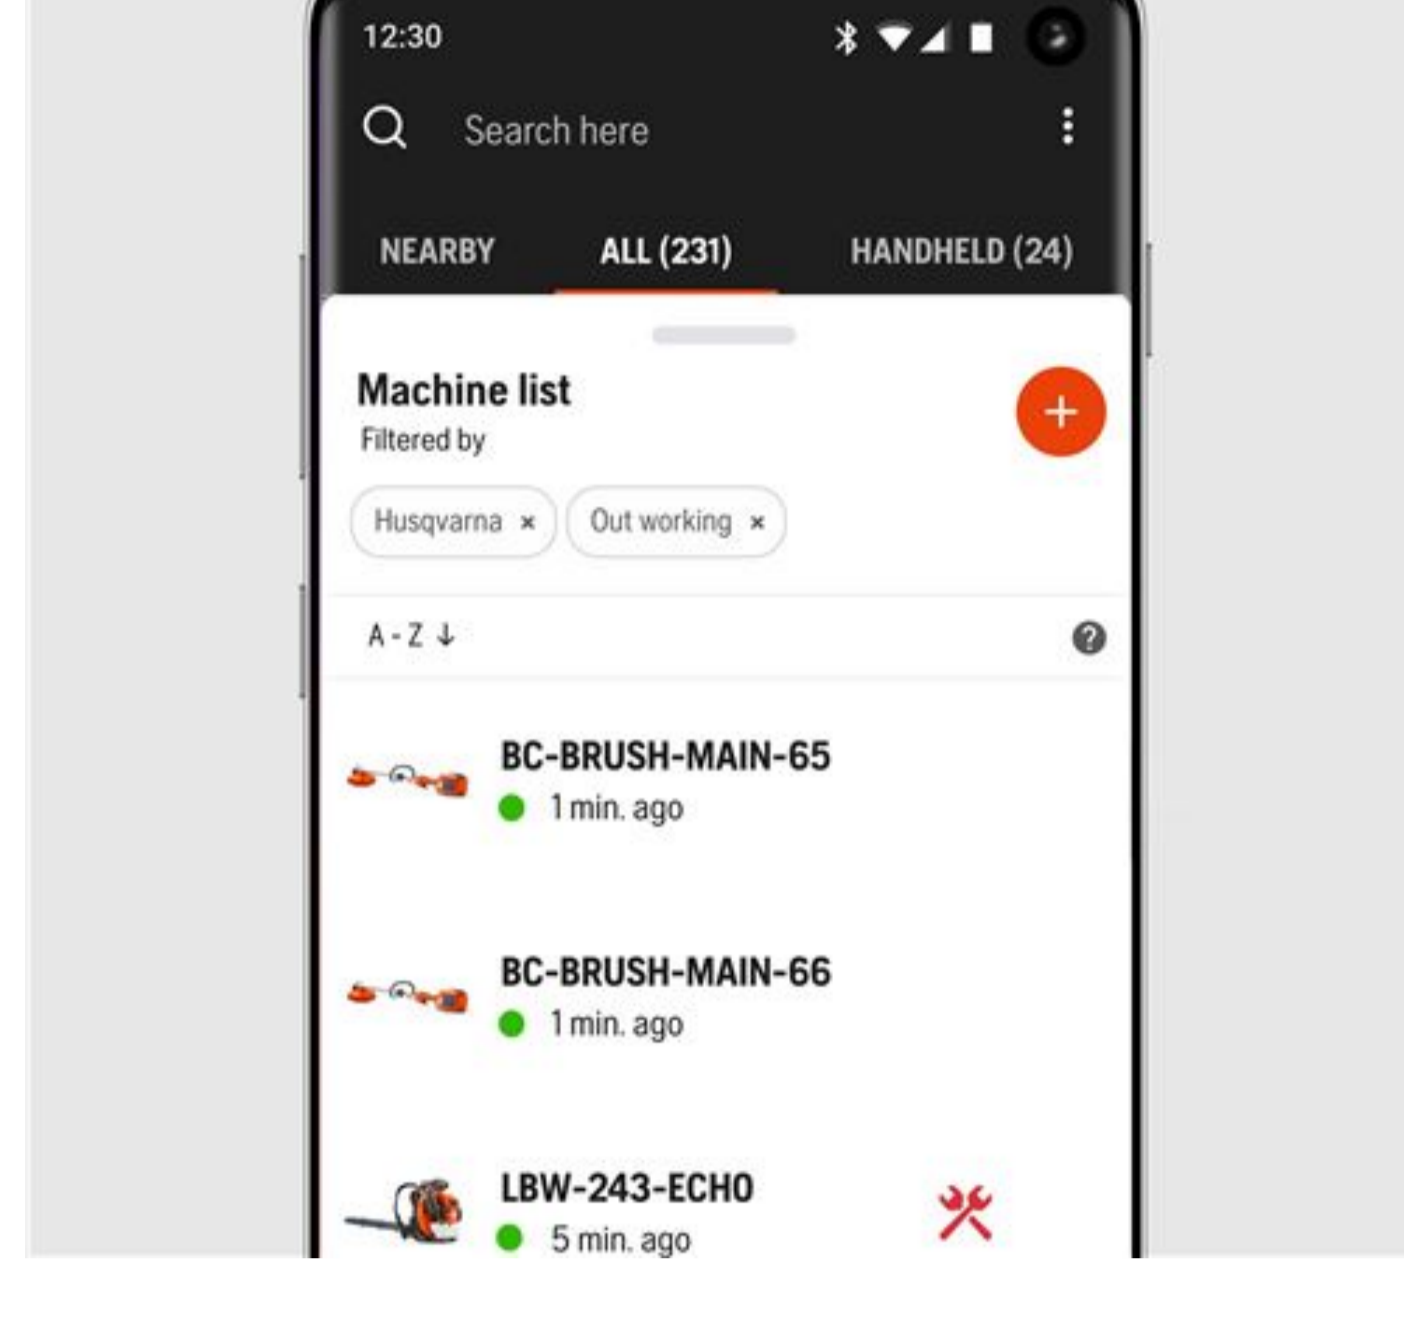 12:30
Search here
NEARBY ALL (231) HANDHELD (24)
Machine list
Filtered by
Husqvarna × Out working ×
A - Z ↓ ?
BC-BRUSH-MAIN-65
1 min. ago
BC-BRUSH-MAIN-66
1 min. ago
LBW-243-ECHO
5 min. ago